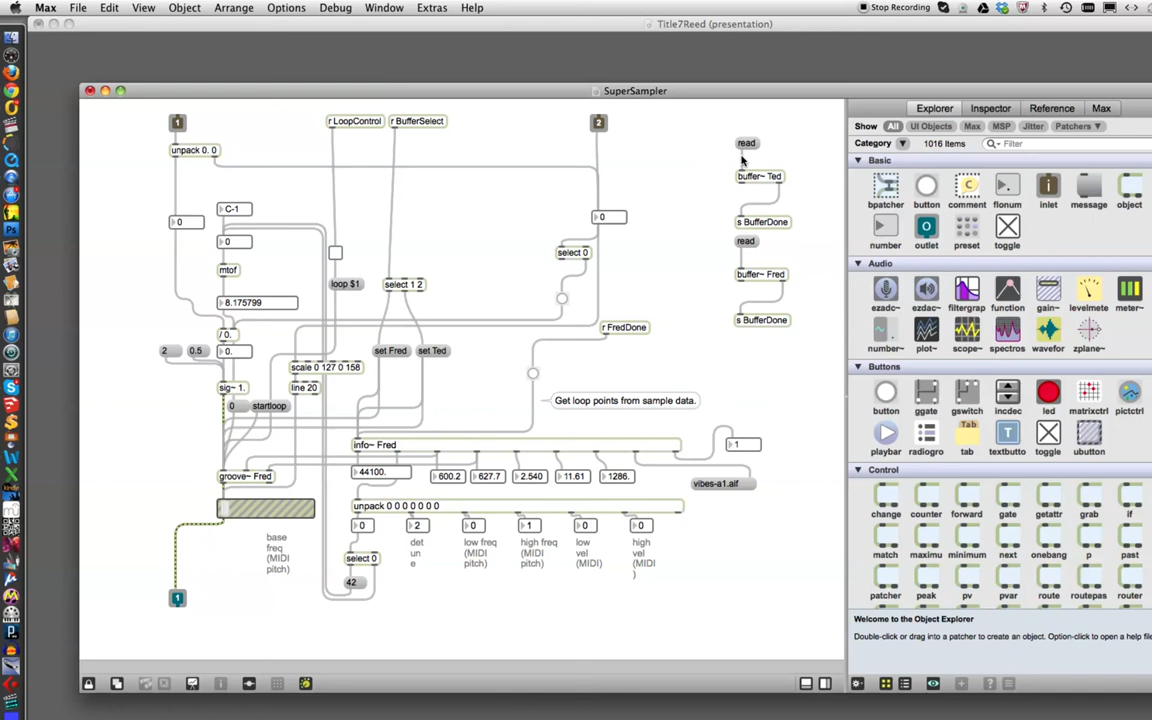 Max File Edit View Object Arrange Options Debug Window Extras Help Stop Recording
Title7Reed (presentation)
SuperSampler
1
r LoopControl
r BufferSelect
2
unpack 0. 0
read
buffer~ Ted
C-1
0
0
0
s BufferDone
read
select 0
mtof
loop $1
select 1 2
buffer~ Fred
8.175799
s BufferDone
r FredDone
/ 0.
2
0.5
0.
set Fred
set Ted
scale 0 127 0 158
sig~ 1.
line 20
0
startloop
Get loop points from sample data.
info~ Fred
1
groove~ Fred
44100.
600.2
627.7
2.540
11.61
1286.
vibes-a1.aif
unpack 0 0 0 0 0 0 0
0
2
0
1
0
0
base
freq
(MIDI
pitch)
det
un
e
low freq
(MIDI
pitch)
high freq
(MIDI
pitch)
low
vel
(MIDI)
high
vel
(MIDI
)
select 0
42
1
Explorer Inspector Reference Max
Show All UI Objects Max MSP Jitter Patchers
Category 1016 Items Filter
Basic
bpatcher button comment flonum inlet message object
number outlet preset toggle
Audio
ezadc~ ezdac~ filtergrap function gain~ levelmete meter~
number~ plot~ scope~ spectros wavefor zplane~
Buttons
button ggate gswitch incdec led matrixctrl pictctrl
playbar radiogro tab textbutto toggle ubutton
Control
change counter forward gate getattr grab if
match maximu minimum next onebang p past
patcher peak pv pvar route routepas router
Welcome to the Object Explorer
Double-click or drag into a patcher to create an object. Option-click to open a help file